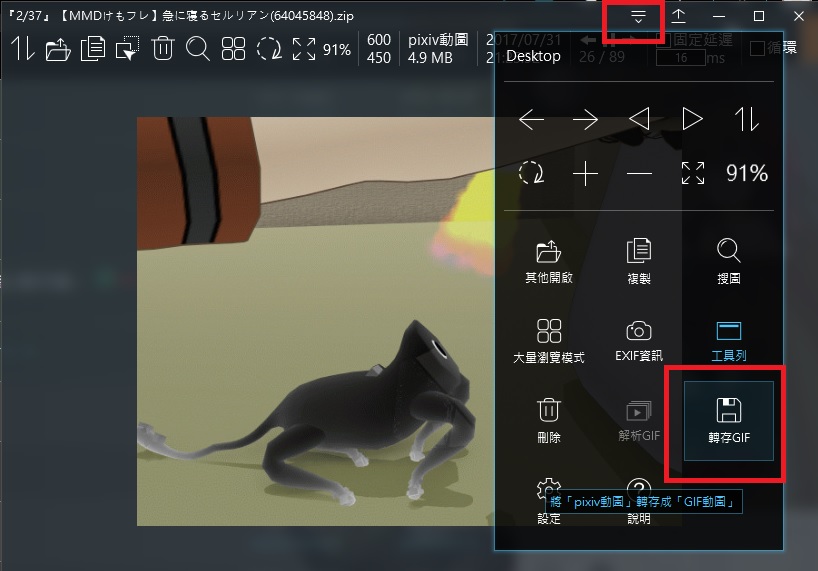 『2/37』 【MMDけもフレ】急に寝るセルリアン(64045848).zip
91%
600
450
pixiv動圖
4.9 MB
2017/07/31
26 / 89
固定延遲
16 ms
循環
Desktop
91%
其他開啟
複製
搜圖
大量瀏覽模式
EXIF資訊
工具列
刪除
解析GIF
轉存GIF
設定
說明
將「pixiv動圖」轉存成「GIF動圖」